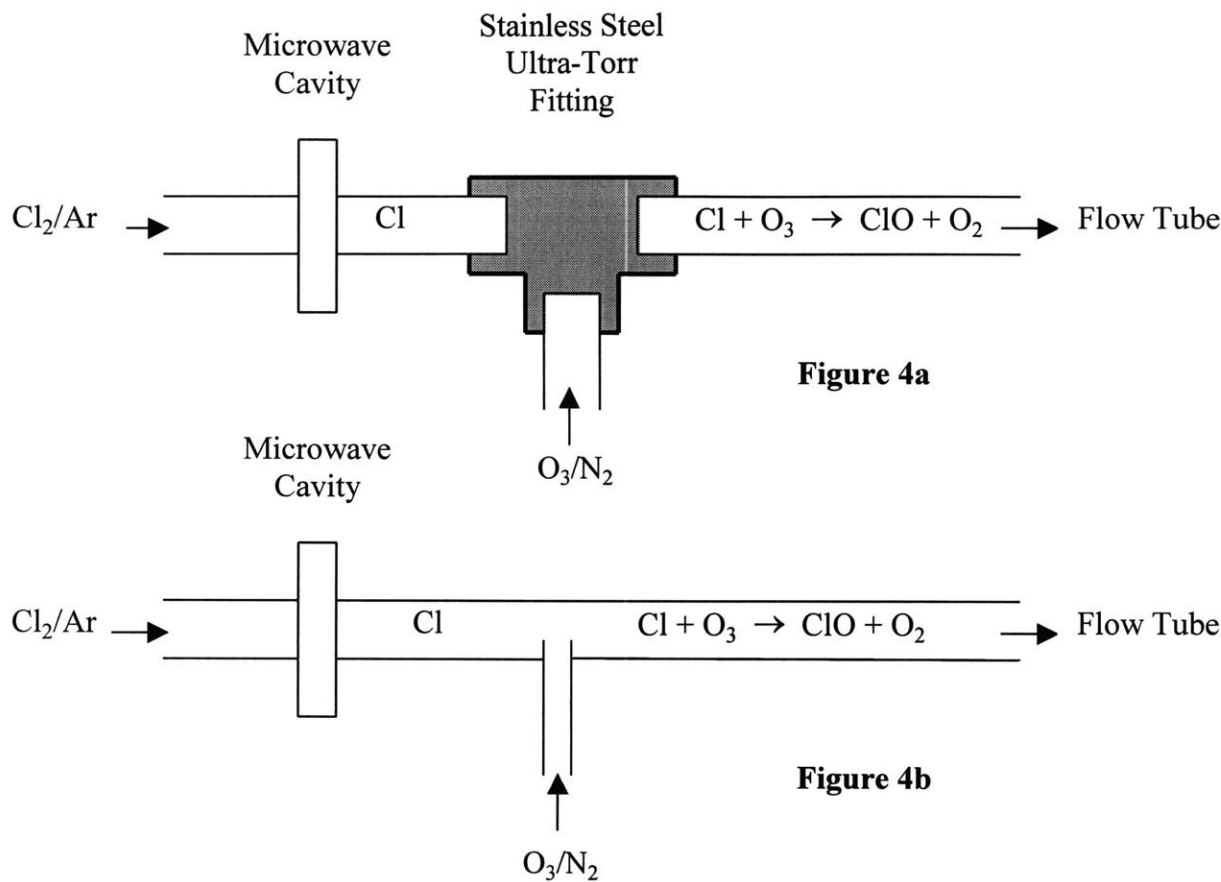 Stainless Steel
Ultra-Torr
Fitting
Microwave
Cavity
Cl₂/Ar
Cl
Cl + O₃ → ClO + O₂
Flow Tube
Figure 4a
O₃/N₂
Microwave
Cavity
Cl₂/Ar
Cl
Cl + O₃ → ClO + O₂
Flow Tube
Figure 4b
O₃/N₂